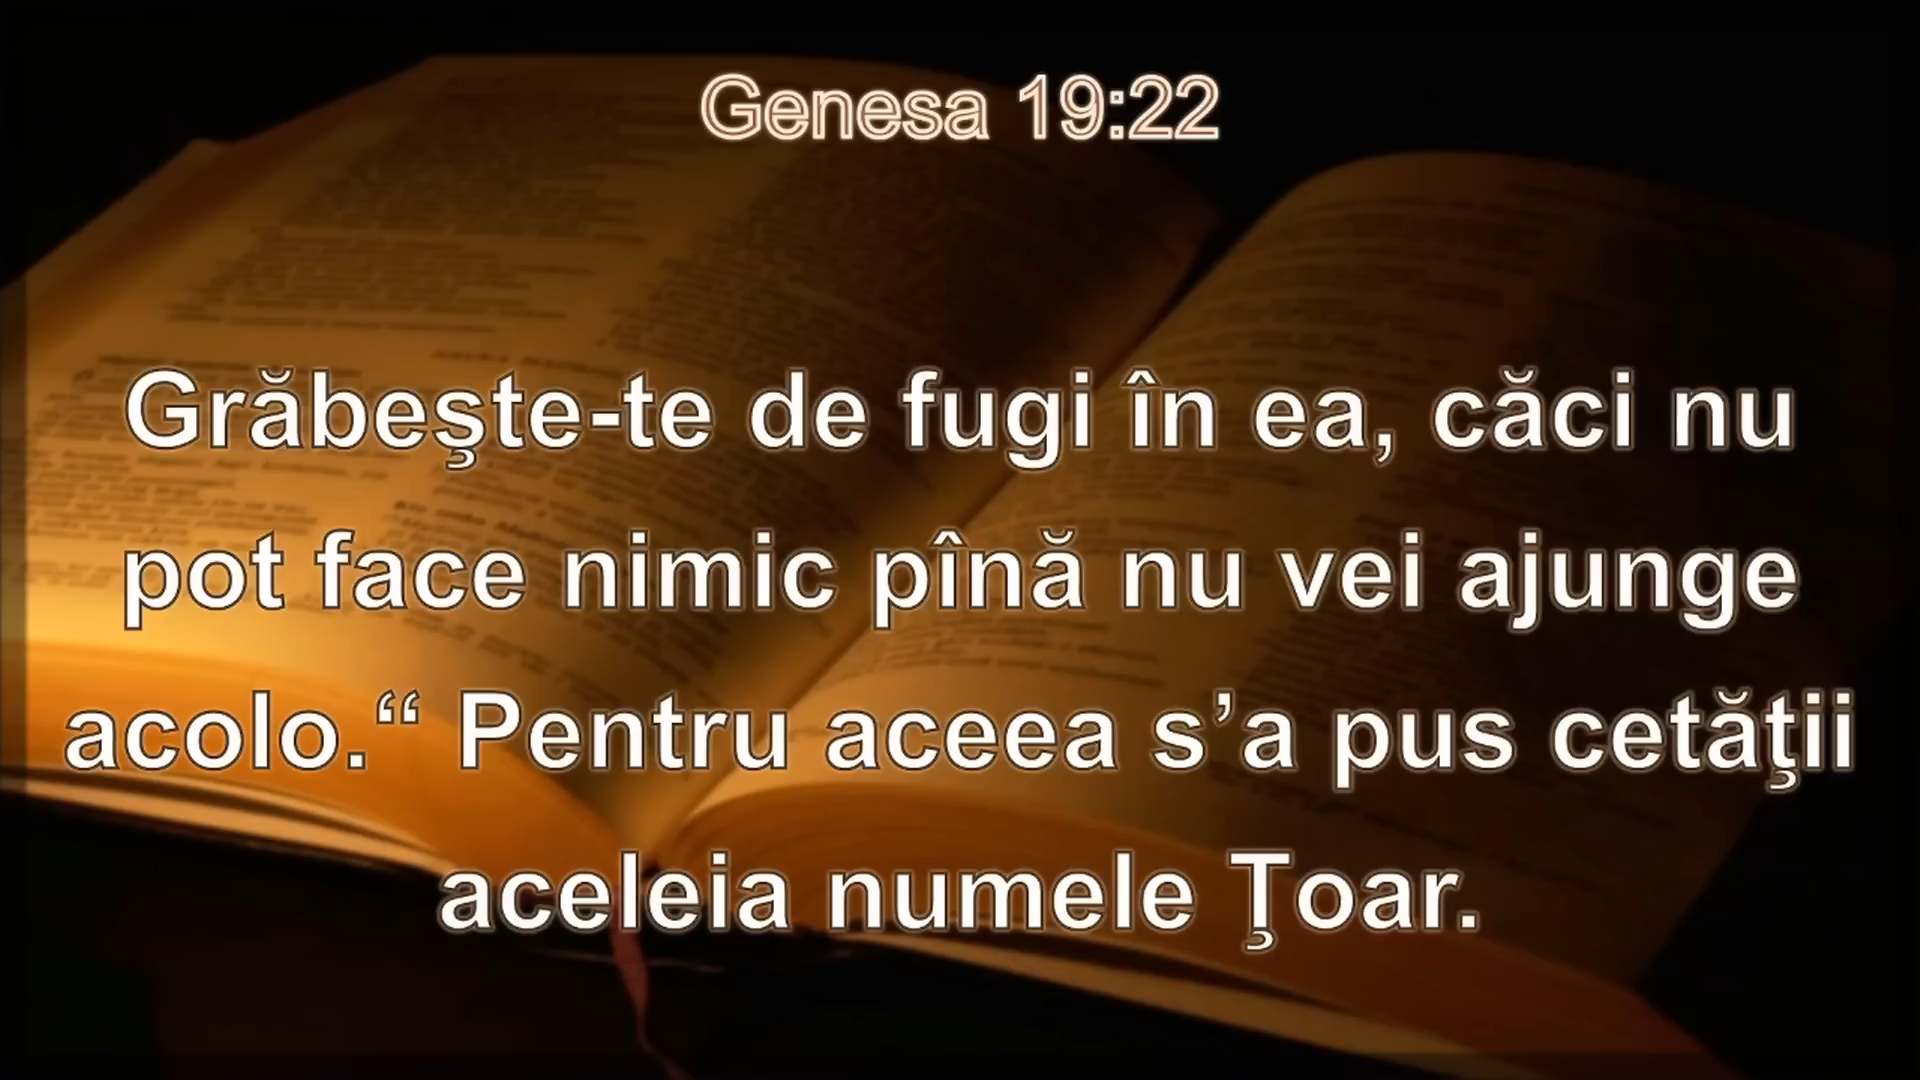 Genesa 19:22
Grăbeşte-te de fugi în ea, căci nu
pot face nimic pînă nu vei ajunge
acolo.“ Pentru aceea s’a pus cetăţii
aceleia numele Ţoar.